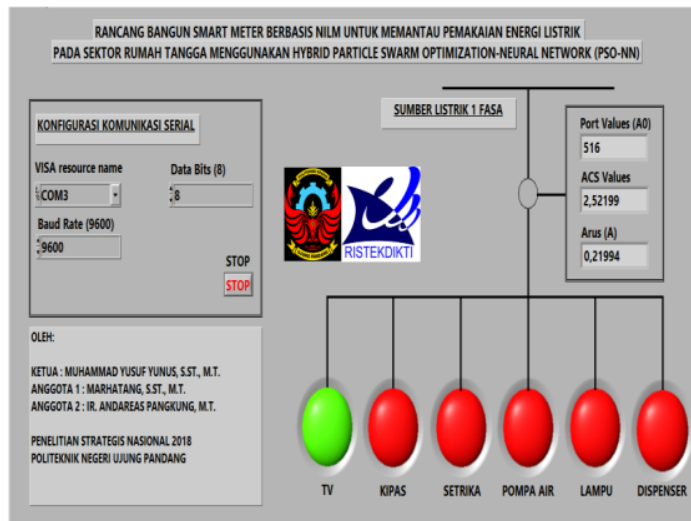 RANCANG BANGUN SMART METER BERBASIS NILM UNTUK MEMANTAU PEMAKAIAN ENERGI LISTRIK
PADA SEKTOR RUMAH TANGGA MENGGUNAKAN HYBRID PARTICLE SWARM OPTIMIZATION-NEURAL NETWORK (PSO-NN)
KONFIGURASI KOMUNIKASI SERIAL
VISA resource name
Data Bits (8)
COM3
8
Baud Rate (9600)
9600
STOP
STOP
RISTEKDIKTI
SUMBER LISTRIK 1 FASA
Port Values (A0)
516
ACS Values
2,52199
Arus (A)
0,21994
OLEH:
KETUA : MUHAMMAD YUSUF YUNUS, S.ST., M.T.
ANGGOTA 1 : MARHATANG, S.ST., M.T.
ANGGOTA 2 : IR. ANDAREAS PANGKUNG, M.T.
PENELITIAN STRATEGIS NASIONAL 2018
POLITEKNIK NEGERI UJUNG PANDANG
TV
KIPAS
SETRIKA
POMPA AIR
LAMPU
DISPENSER